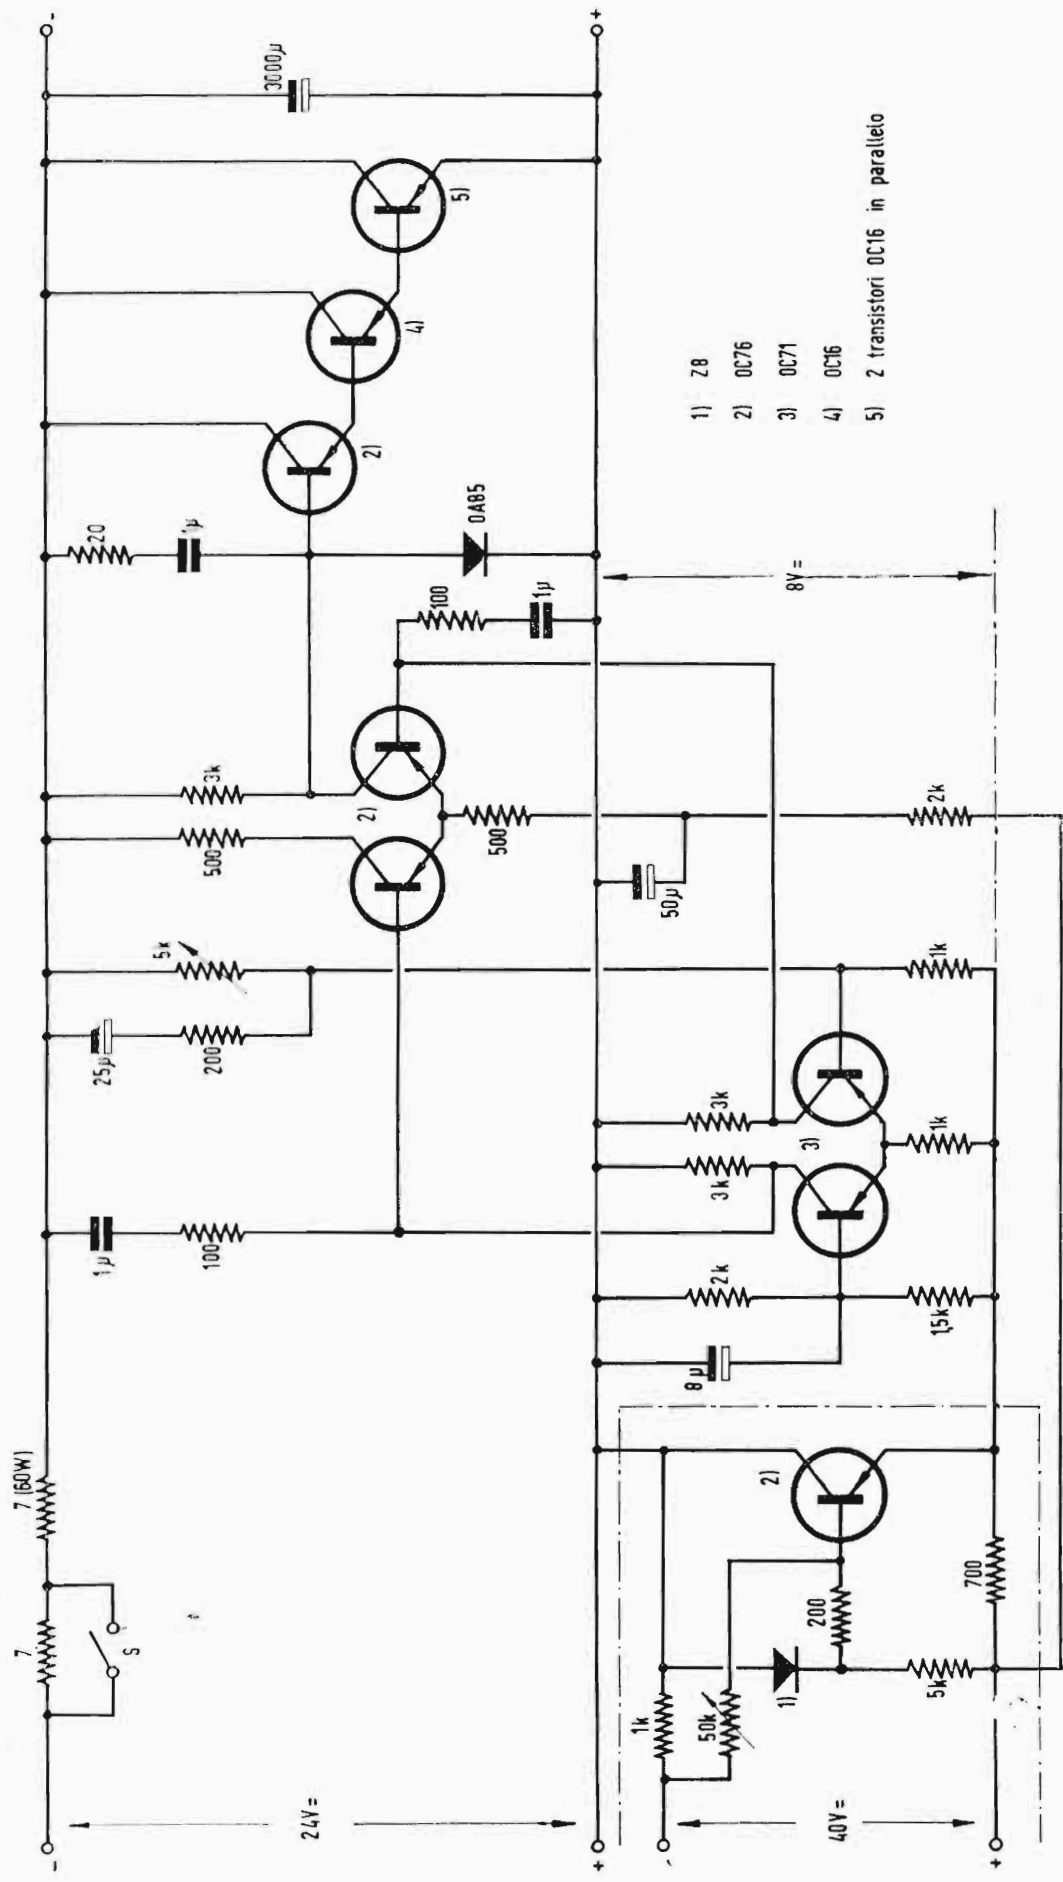 -
-
7
S
7 (60W)
1µ
100
25µ
200
5k
500
3k
20
1µ
3000µ
2)
500
100
1µ
OA85
2)
4)
5)
24V=
+
+
50µ
2k
8V=
8µ
2k
15k
3k
3k
3)
1k
1k
1k
50k
1)
200
5k
2)
700
40V=
-
+
1) Z8
2) OC76
3) OC71
4) OC16
5) 2 transistori OC16 in parallelo